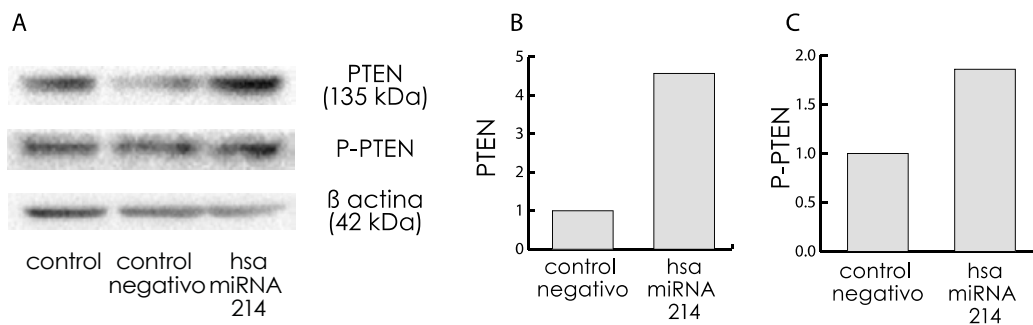 A
PTEN
(135 kDa)
P-PTEN
ß actina
(42 kDa)
control
control
negativo
hsa
miRNA
214
B
PTEN
5
4
3
2
1
0
control
negativo
hsa
miRNA
214
C
P-PTEN
2.0
1.5
1.0
0.5
0.0
control
negativo
hsa
miRNA
214